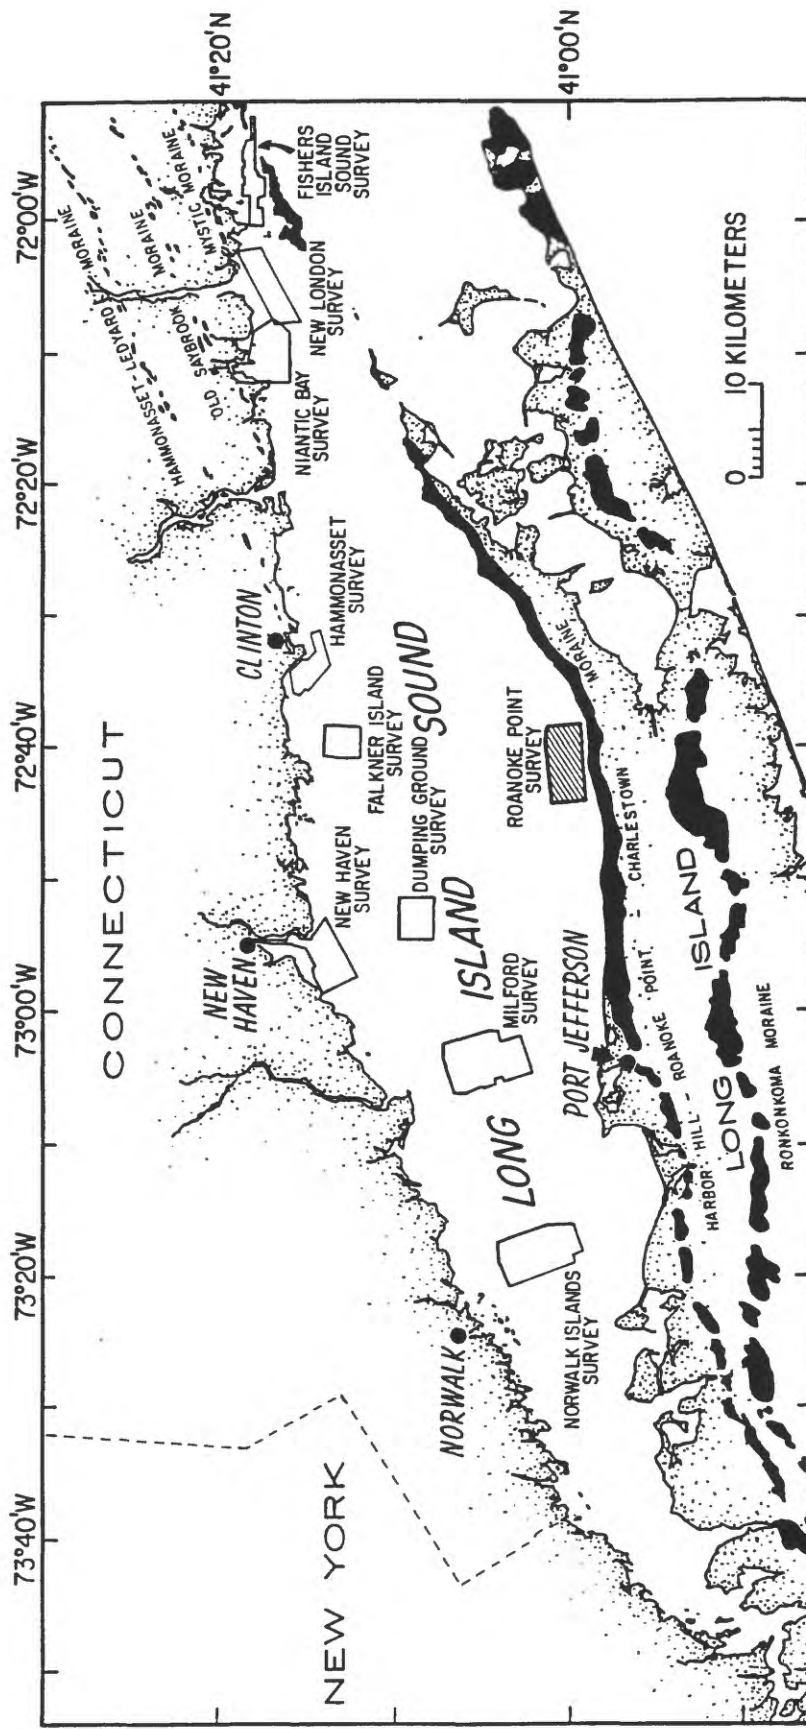 73°40'W
73°20'W
73°00'W
72°40'W
72°20'W
72°00'W
41°20'N
41°00'N
CONNECTICUT
NEW YORK
HAMMONASSET-LEDYARD MORAINE
OLD SAYBROOK MORAINE
MYSTIC MORAINE
NEW
HAVEN
CLINTON
NORWALK
PORT JEFFERSON
FISHERS
ISLAND
SOUND
SURVEY
NEW LONDON
SURVEY
NIANTIC BAY
SURVEY
HAMMONASSET
SURVEY
FALKNER ISLAND
SURVEY
DUMPING GROUND
SURVEY
NEW HAVEN
SURVEY
MILFORD
SURVEY
NORWALK ISLANDS
SURVEY
ROANOKE POINT
SURVEY
LONG ISLAND SOUND
HARBOR HILL - ROANOKE POINT - CHARLESTOWN MORAINE
LONG ISLAND
RONKONKOMA MORAINE
0 10 KILOMETERS